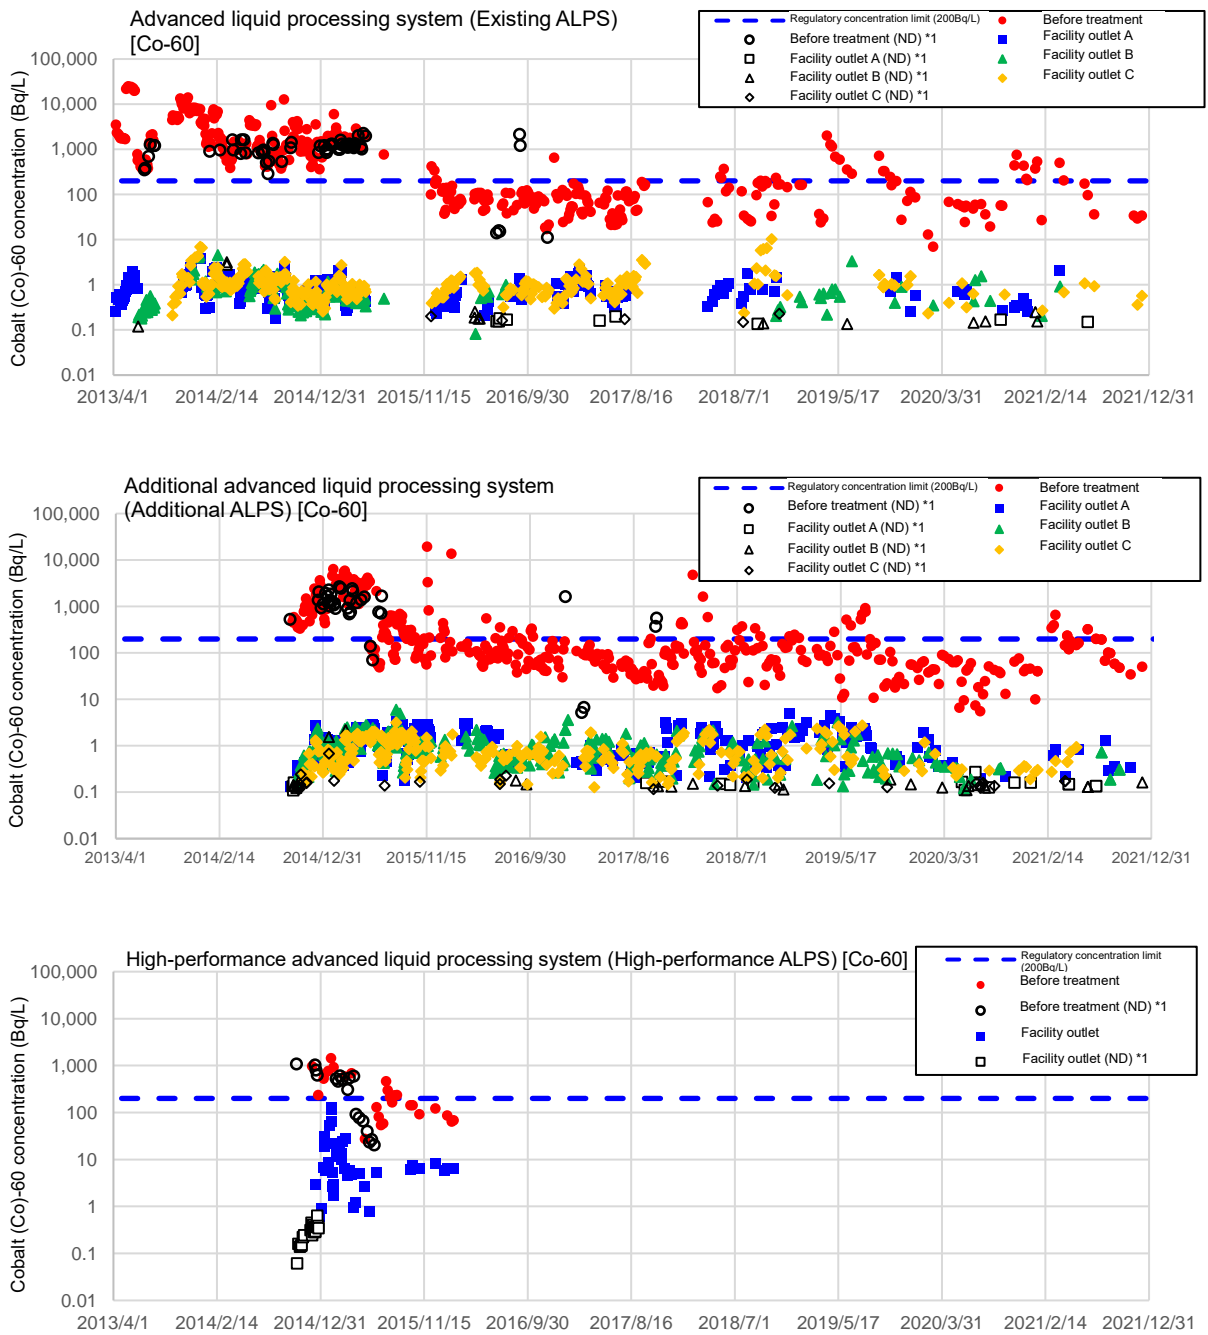 Advanced liquid processing system (Existing ALPS)
[Co-60]
Regulatory concentration limit (200Bq/L)
Before treatment
Before treatment (ND) *1
Facility outlet A
Facility outlet A (ND) *1
Facility outlet B
Facility outlet B (ND) *1
Facility outlet C
Facility outlet C (ND) *1
Cobalt (Co)-60 concentration (Bq/L)
100,000
10,000
1,000
100
10
1
0.1
0.01
2013/4/1
2014/2/14
2014/12/31
2015/11/15
2016/9/30
2017/8/16
2018/7/1
2019/5/17
2020/3/31
2021/2/14
2021/12/31
Additional advanced liquid processing system
(Additional ALPS) [Co-60]
Regulatory concentration limit (200Bq/L)
Before treatment
Before treatment (ND) *1
Facility outlet A
Facility outlet A (ND) *1
Facility outlet B
Facility outlet B (ND) *1
Facility outlet C
Facility outlet C (ND) *1
Cobalt (Co)-60 concentration (Bq/L)
100,000
10,000
1,000
100
10
1
0.1
0.01
2013/4/1
2014/2/14
2014/12/31
2015/11/15
2016/9/30
2017/8/16
2018/7/1
2019/5/17
2020/3/31
2021/2/14
2021/12/31
High-performance advanced liquid processing system (High-performance ALPS) [Co-60]
Regulatory concentration limit
(200Bq/L)
Before treatment
Before treatment (ND) *1
Facility outlet
Facility outlet (ND) *1
Cobalt (Co)-60 concentration (Bq/L)
100,000
10,000
1,000
100
10
1
0.1
0.01
2013/4/1
2014/2/14
2014/12/31
2015/11/15
2016/9/30
2017/8/16
2018/7/1
2019/5/17
2020/3/31
2021/2/14
2021/12/31